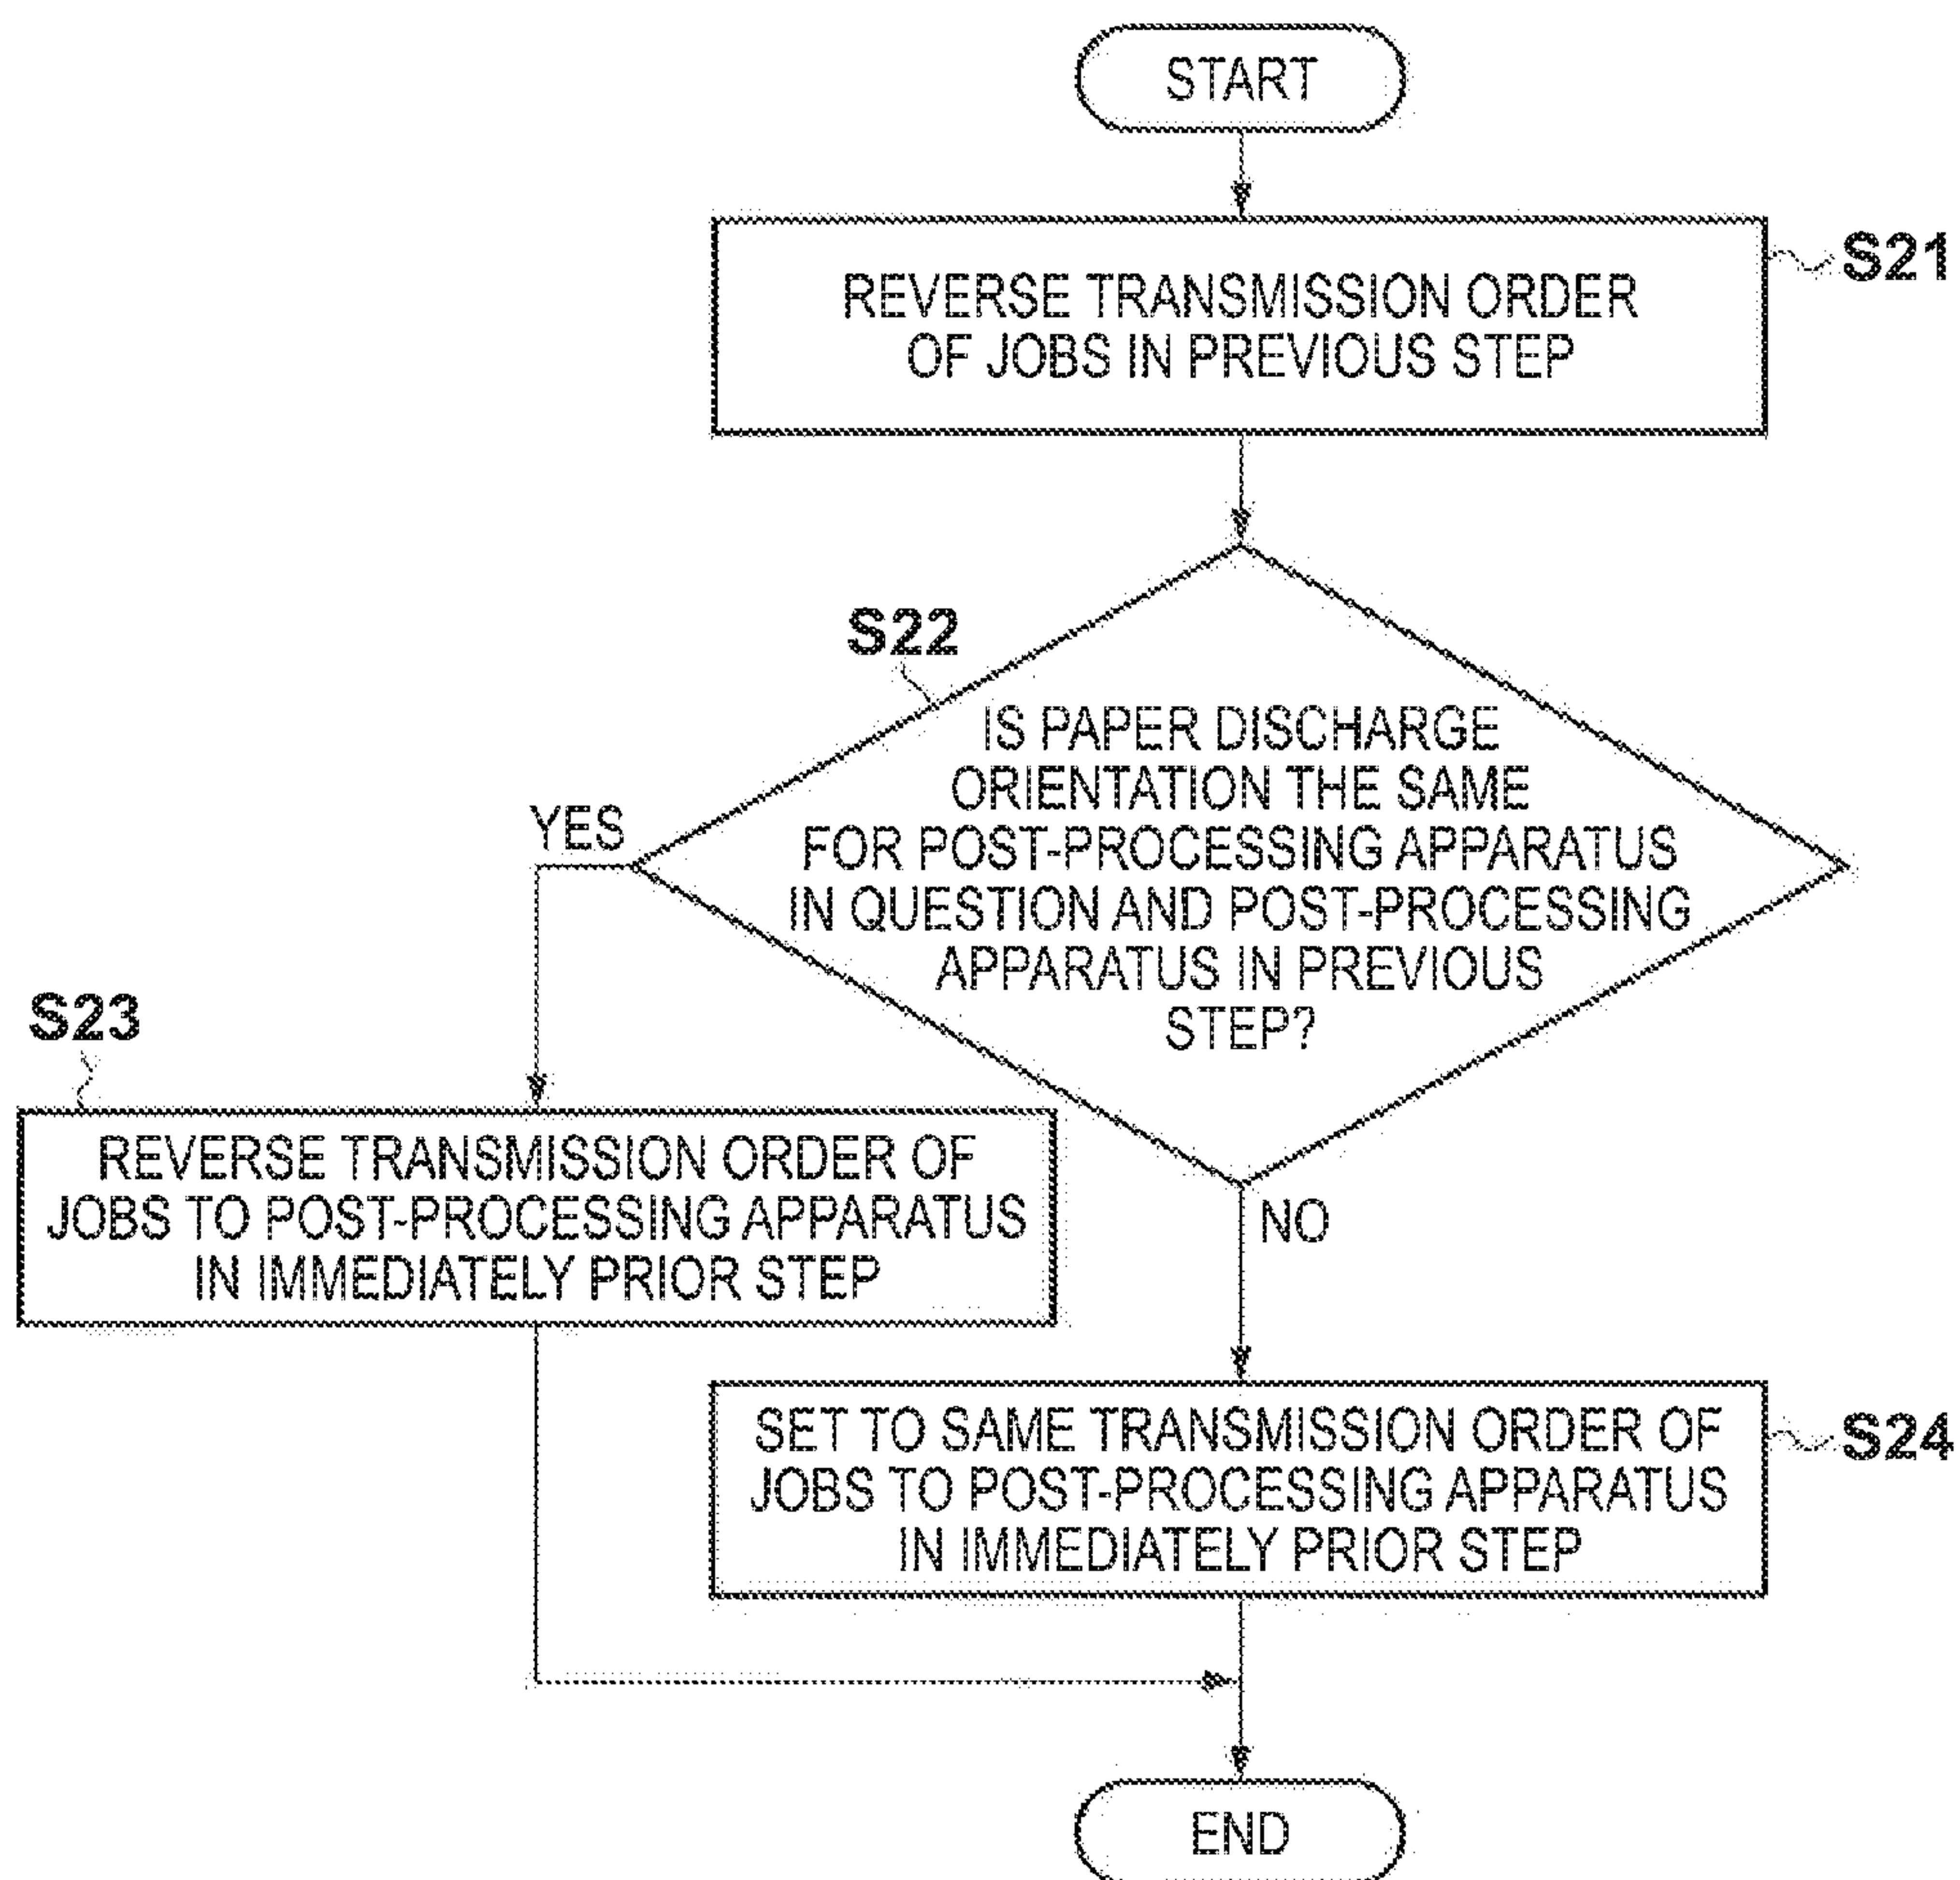 START
REVERSE TRANSMISSION ORDER
OF JOBS IN PREVIOUS STEP
S21
S22
IS PAPER DISCHARGE
ORIENTATION THE SAME
FOR POST-PROCESSING APPARATUS
IN QUESTION AND POST-PROCESSING
APPARATUS IN PREVIOUS
STEP?
YES
NO
S23
REVERSE TRANSMISSION ORDER OF
JOBS TO POST-PROCESSING APPARATUS
IN IMMEDIATELY PRIOR STEP
SET TO SAME TRANSMISSION ORDER OF
JOBS TO POST-PROCESSING APPARATUS
IN IMMEDIATELY PRIOR STEP
S24
END